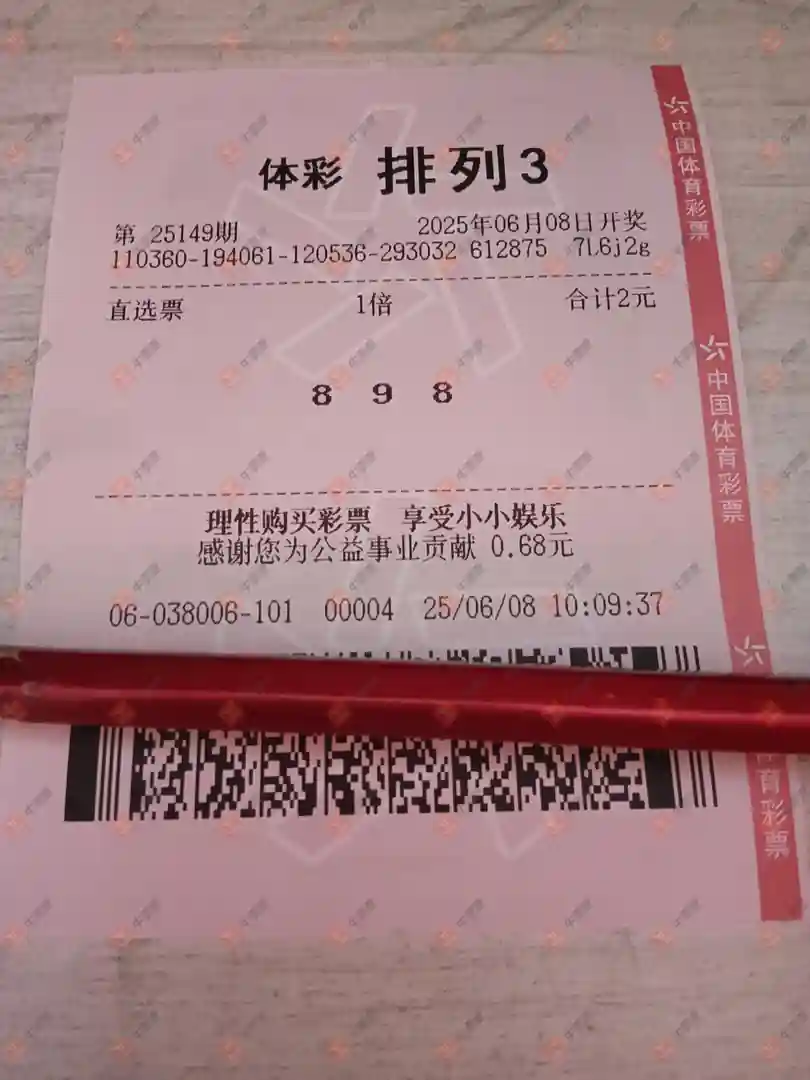 体彩 排列3
第 25149期 2025年06月08日开奖
110360-194061-120536-293032 612875 7l6j2g
直选票 1倍 合计2元
8 9 8
理性购买彩票 享受小小娱乐
感谢您为公益事业贡献 0.68元
06-038006-101 00004 25/06/08 10:09:37
中国体育彩票
中国体育彩票
育彩票